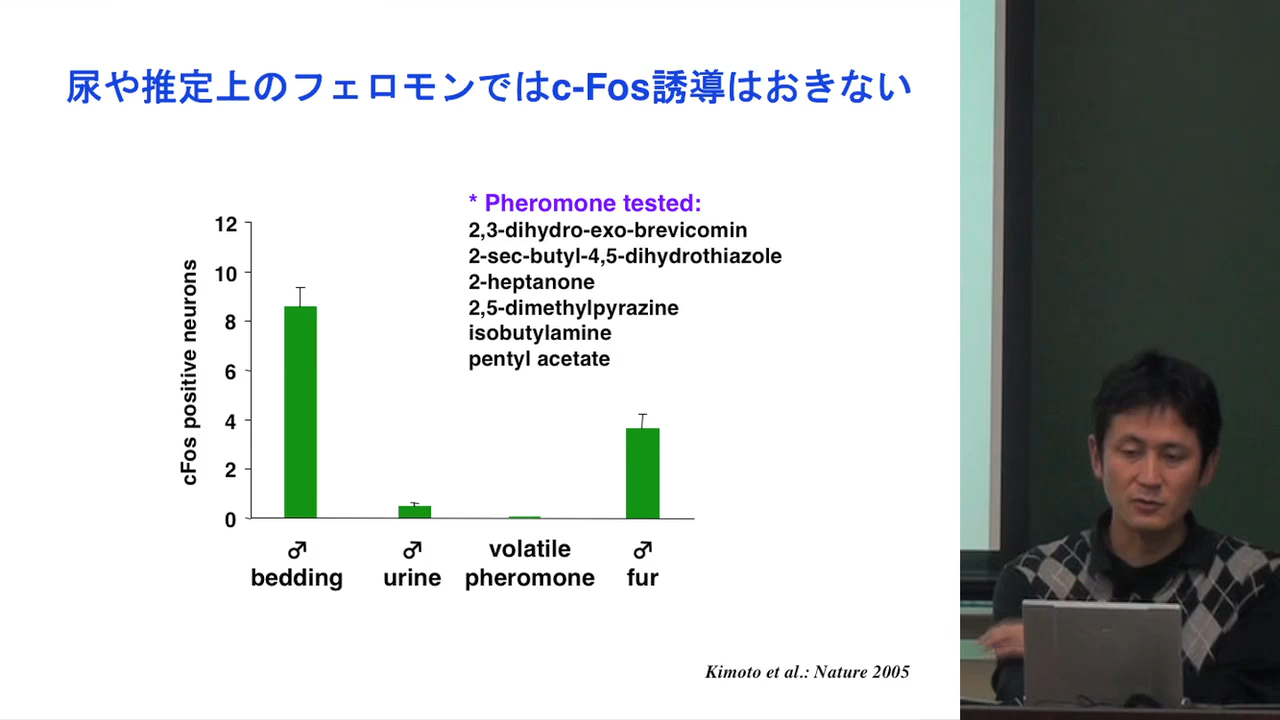 尿や推定上のフェロモンではc-Fos誘導はおきない
* Pheromone tested:
2,3-dihydro-exo-brevicomin
2-sec-butyl-4,5-dihydrothiazole
2-heptanone
2,5-dimethylpyrazine
isobutylamine
pentyl acetate
cFos positive neurons
12
10
8
6
4
2
0
♂ bedding
♂ urine
volatile pheromone
♂ fur
Kimoto et al.: Nature 2005